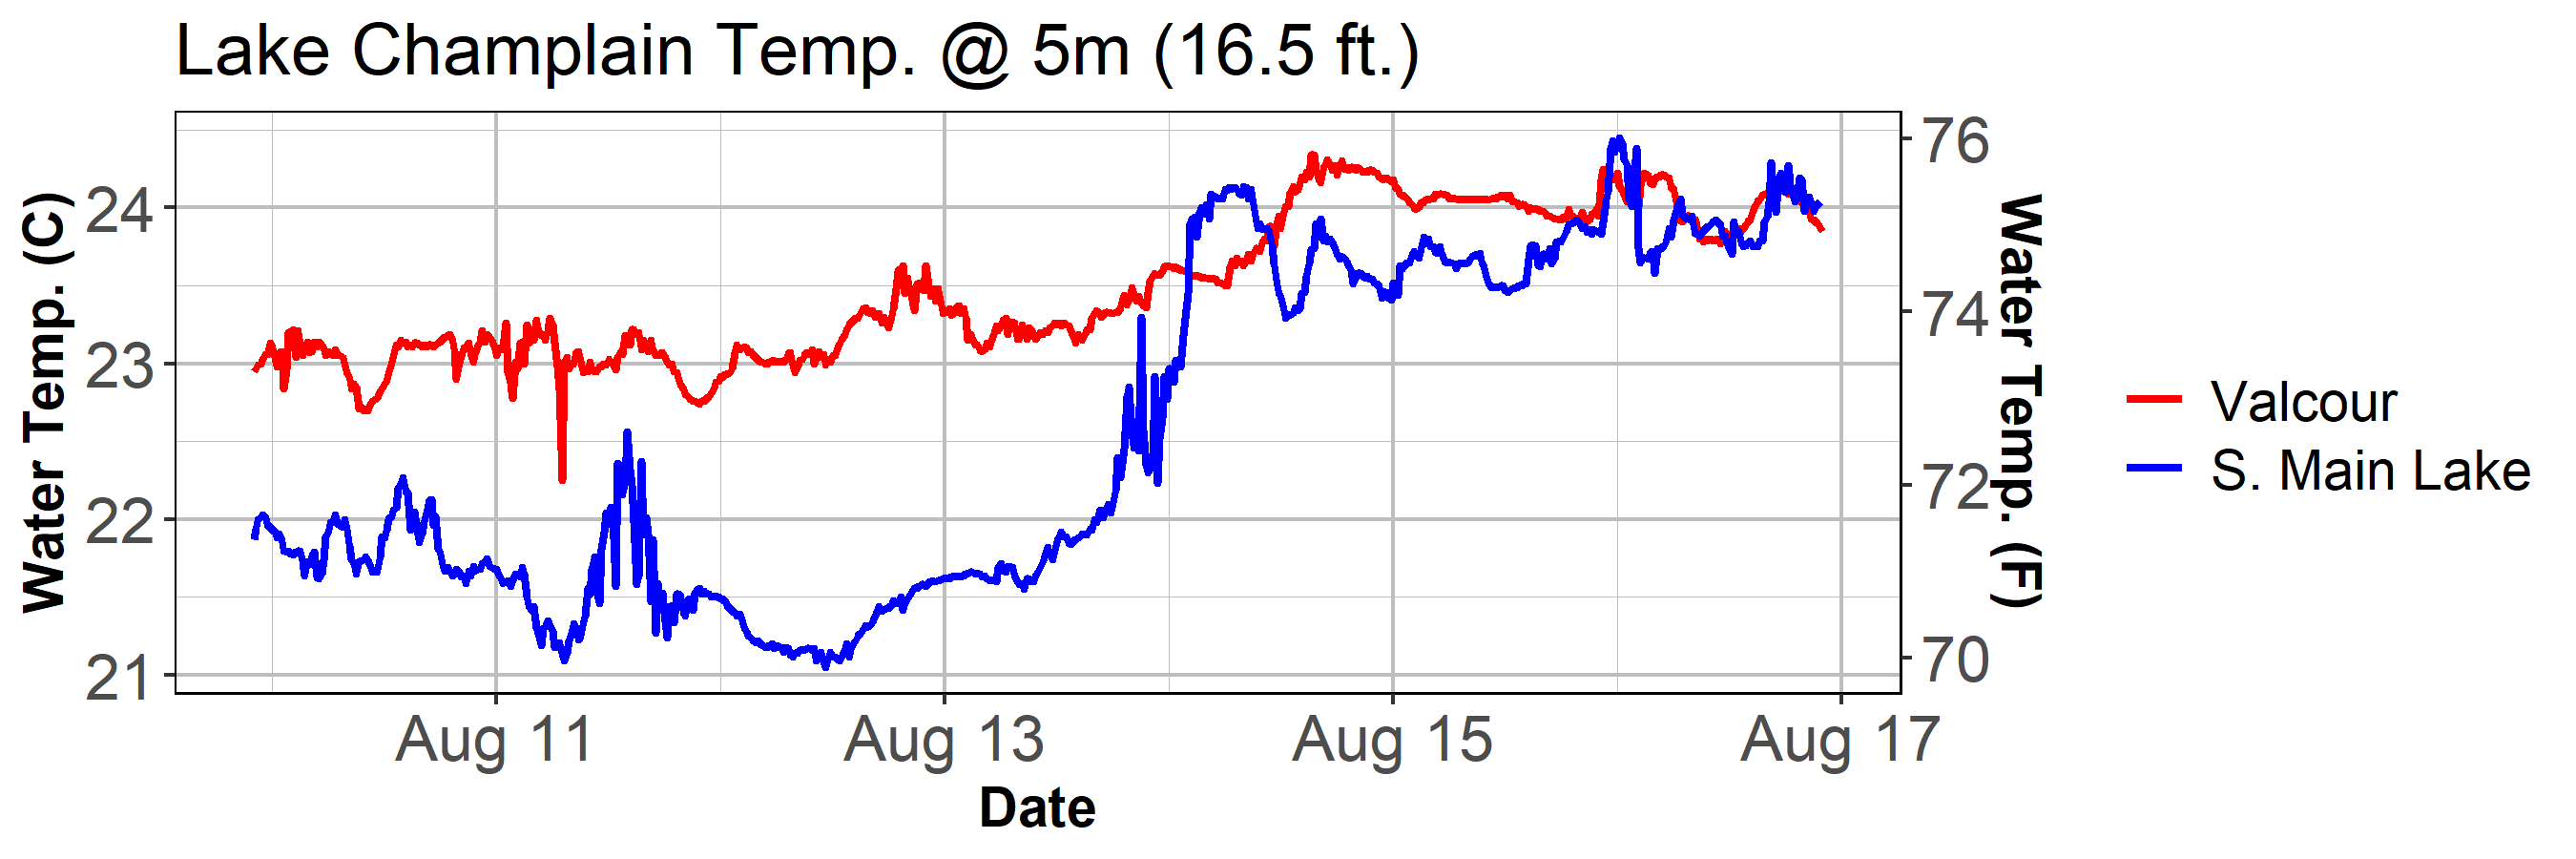 Lake Champlain Temp. @ 5m (16.5 ft.)
Water Temp. (C)
24
23
22
21
76
74
72
70
Water Temp. (F)
Aug 11
Aug 13
Aug 15
Aug 17
Date
Valcour
S. Main Lake